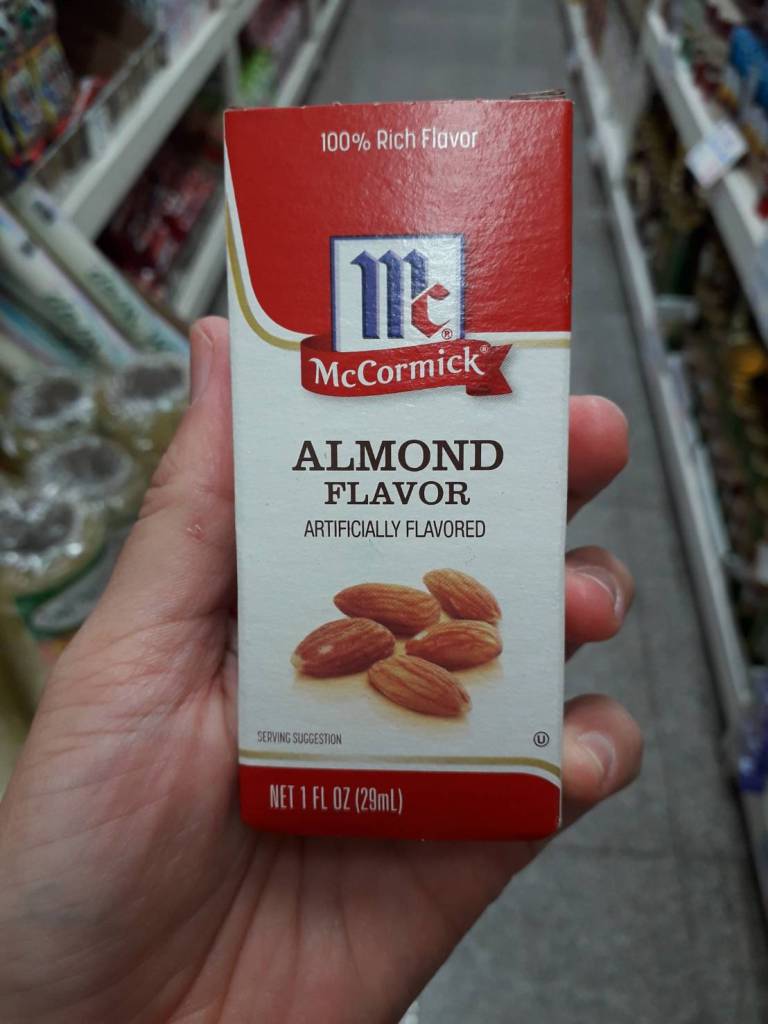 100% Rich Flavor
Mc®
McCormick®
ALMOND
FLAVOR
ARTIFICIALLY FLAVORED
SERVING SUGGESTION
U
NET 1 FL OZ (29mL)